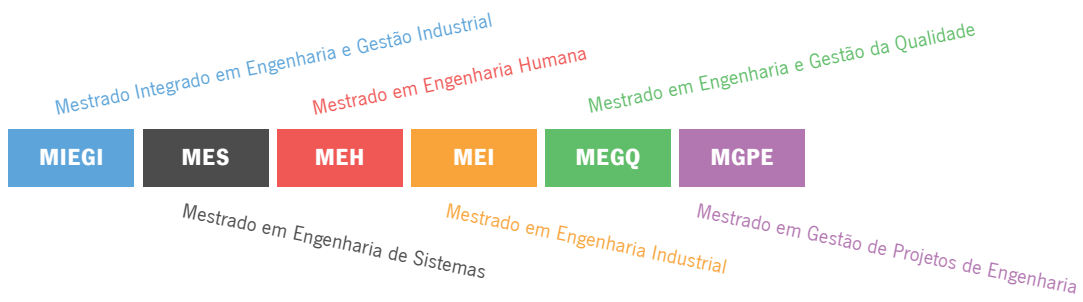 Mestrado Integrado em Engenharia e Gestão Industrial
Mestrado em Engenharia Humana
Mestrado em Engenharia e Gestão da Qualidade
MIEGI
MES
MEH
MEI
MEGQ
MGPE
Mestrado em Engenharia de Sistemas
Mestrado em Engenharia Industrial
Mestrado em Gestão de Projetos de Engenharia